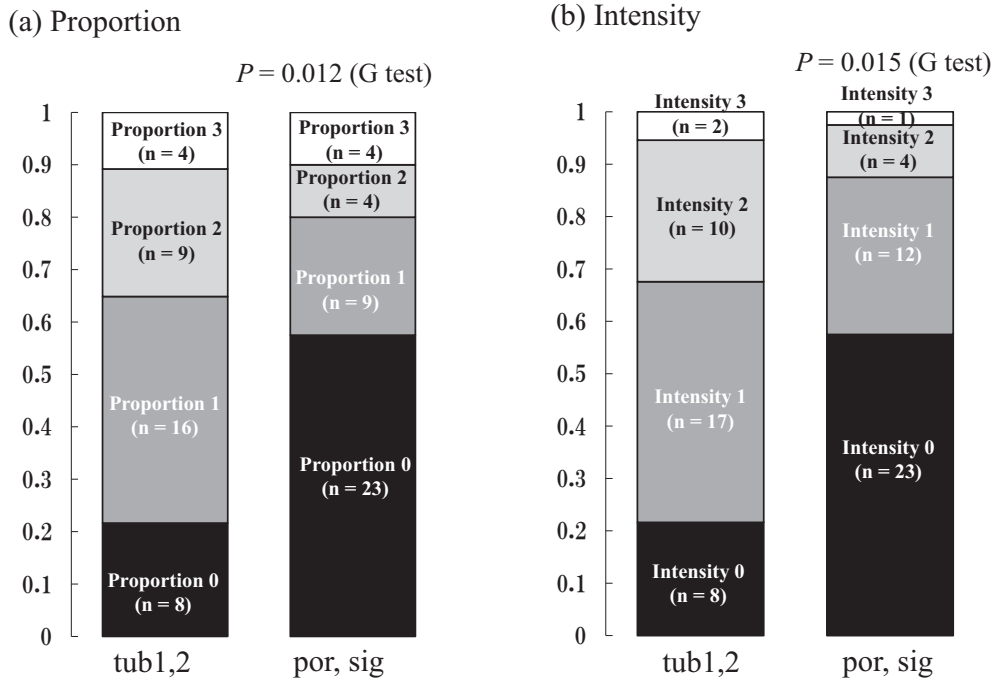 (a) Proportion
P = 0.012 (G test)
1
0.9
0.8
0.7
0.6
0.5
0.4
0.3
0.2
0.1
0
Proportion 3
(n = 4)
Proportion 2
(n = 9)
Proportion 1
(n = 16)
Proportion 0
(n = 8)
Proportion 3
(n = 4)
Proportion 2
(n = 4)
Proportion 1
(n = 9)
Proportion 0
(n = 23)
tub1,2
por, sig
(b) Intensity
P = 0.015 (G test)
1
0.9
0.8
0.7
0.6
0.5
0.4
0.3
0.2
0.1
0
Intensity 3
(n = 2)
Intensity 2
(n = 10)
Intensity 1
(n = 17)
Intensity 0
(n = 8)
Intensity 3
(n = 1)
Intensity 2
(n = 4)
Intensity 1
(n = 12)
Intensity 0
(n = 23)
tub1,2
por, sig